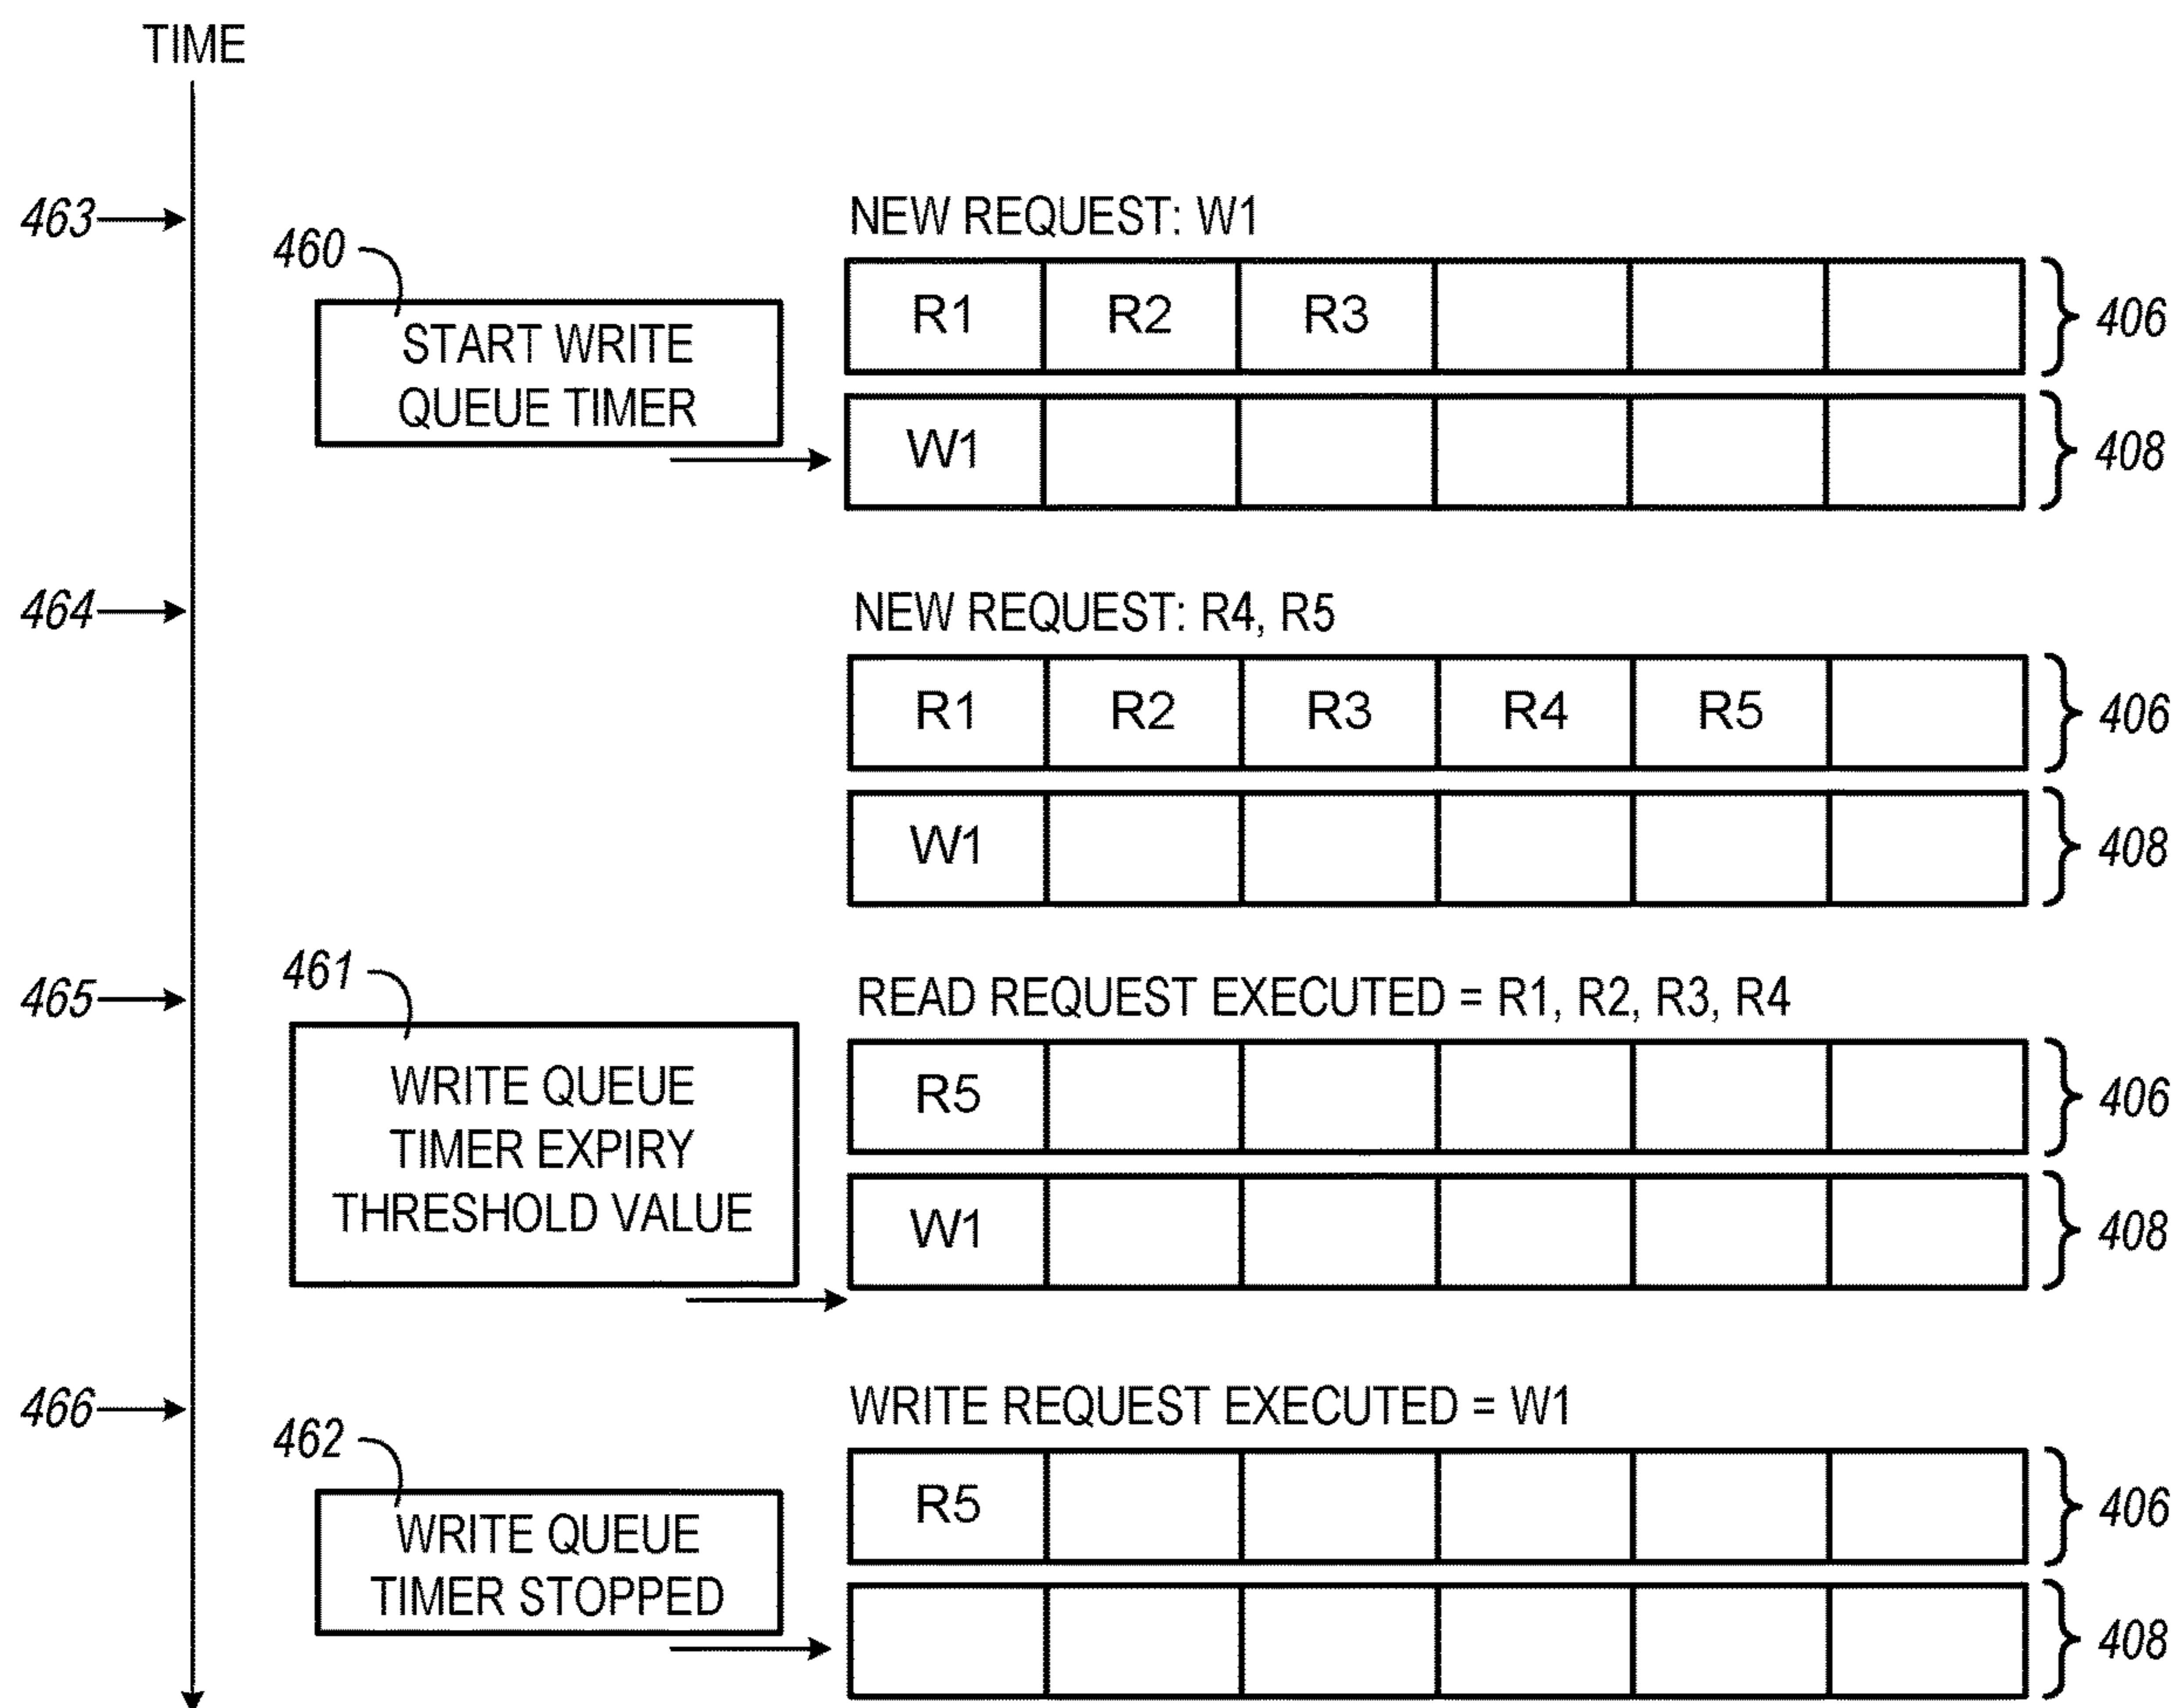 TIME
463
NEW REQUEST: W1
460
START WRITE
QUEUE TIMER
R1 R2 R3
406
W1
408
464
NEW REQUEST: R4, R5
R1 R2 R3 R4 R5
406
W1
408
465
461
WRITE QUEUE
TIMER EXPIRY
THRESHOLD VALUE
READ REQUEST EXECUTED = R1, R2, R3, R4
R5
406
W1
408
466
462
WRITE QUEUE
TIMER STOPPED
WRITE REQUEST EXECUTED = W1
R5
406
408